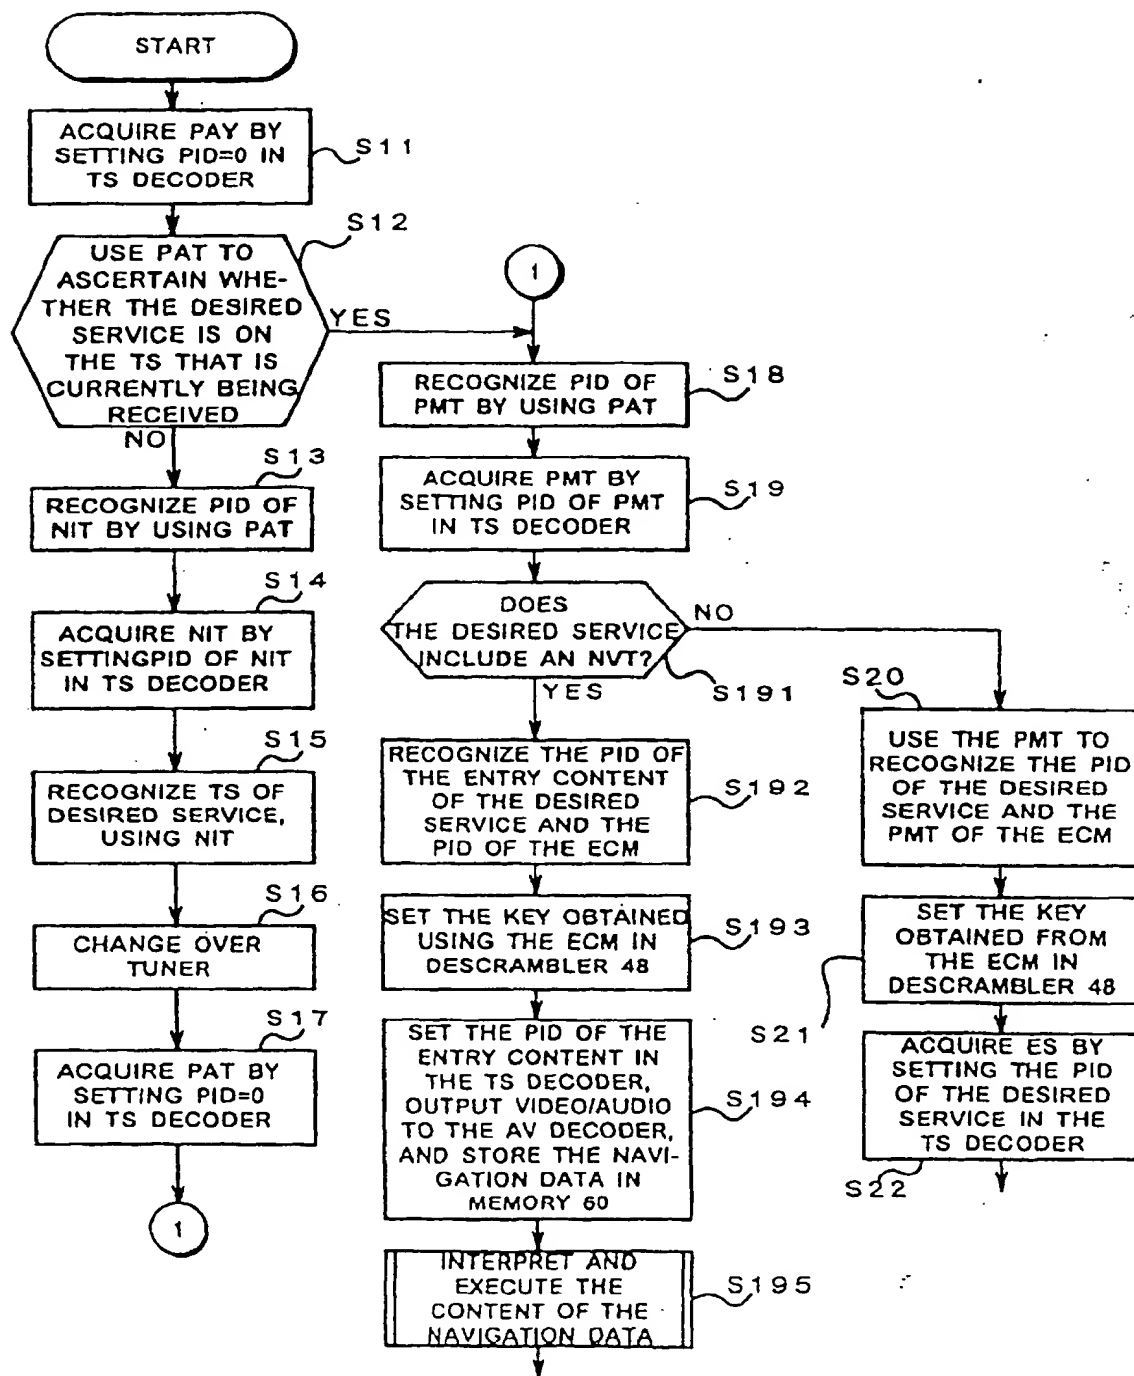 START
ACQUIRE PAY BY
SETTING PID=0 IN
TS DECODER
S11
USE PAT TO
ASCERTAIN WHE-
THER THE DESIRED
SERVICE IS ON
THE TS THAT IS
CURRENTLY BEING
RECEIVED
S12
YES
NO
RECOGNIZE PID OF
NIT BY USING PAT
S13
ACQUIRE NIT BY
SETTINGPID OF NIT
IN TS DECODER
S14
RECOGNIZE TS OF
DESIRED SERVICE,
USING NIT
S15
CHANGE OVER
TUNER
S16
ACQUIRE PAT BY
SETTING PID=0
IN TS DECODER
S17
1
1
RECOGNIZE PID OF
PMT BY USING PAT
S18
ACQUIRE PMT BY
SETTING PID OF PMT
IN TS DECODER
S19
DOES
THE DESIRED SERVICE
INCLUDE AN NVT?
S191
NO
YES
RECOGNIZE THE PID OF
THE ENTRY CONTENT
OF THE DESIRED
SERVICE AND THE
PID OF THE ECM
S192
SET THE KEY OBTAINED
USING THE ECM IN
DESCRAMBLER 48
S193
SET THE PID OF THE
ENTRY CONTENT IN
THE TS DECODER,
OUTPUT VIDEO/AUDIO
TO THE AV DECODER,
AND STORE THE NAVI-
GATION DATA IN
MEMORY 60
S194
INTERPRET AND
EXECUTE THE
CONTENT OF THE
NAVIGATION DATA
S195
S20
USE THE PMT TO
RECOGNIZE THE PID
OF THE DESIRED
SERVICE AND THE
PMT OF THE ECM
SET THE KEY
OBTAINED FROM
THE ECM IN
DESCRAMBLER 48
S21
ACQUIRE ES BY
SETTING THE PID
OF THE DESIRED
SERVICE IN THE
TS DECODER
S22